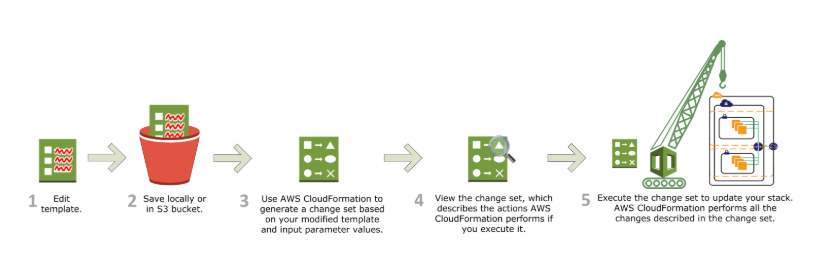 1 Edit
template.
2 Save locally or
in S3 bucket.
3 Use AWS CloudFormation to
generate a change set based
on your modified template
and input parameter values.
4 View the change set, which
describes the actions AWS
CloudFormation performs if
you execute it.
5 Execute the change set to update your stack.
AWS CloudFormation performs all the
changes described in the change set.